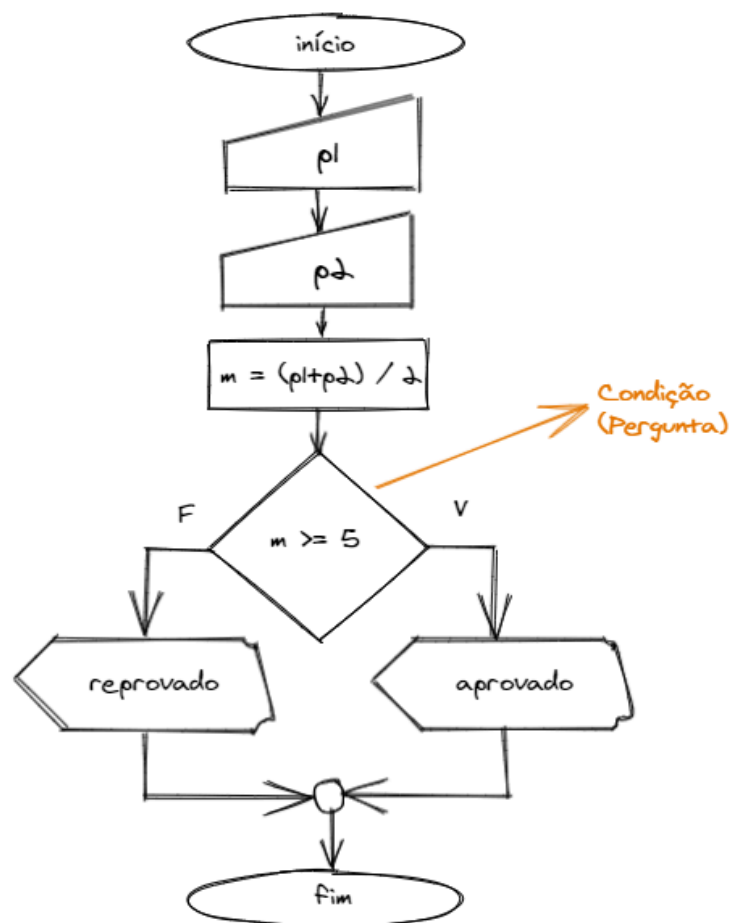 início
p1
p2
m = (p1+p2) / 2
Condição
(Pergunta)
F
V
m >= 5
reprovado
aprovado
fim